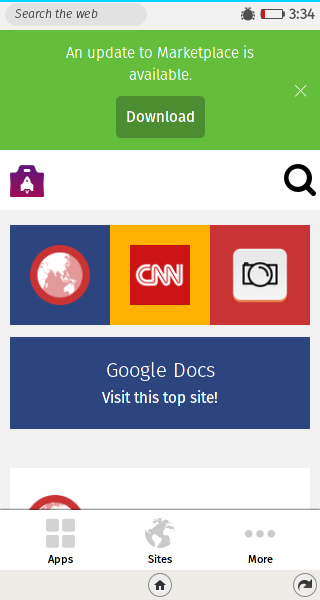 Search the web
3:34
An update to Marketplace is
available.
Download
CNN
Google Docs
Visit this top site!
Apps
Sites
More